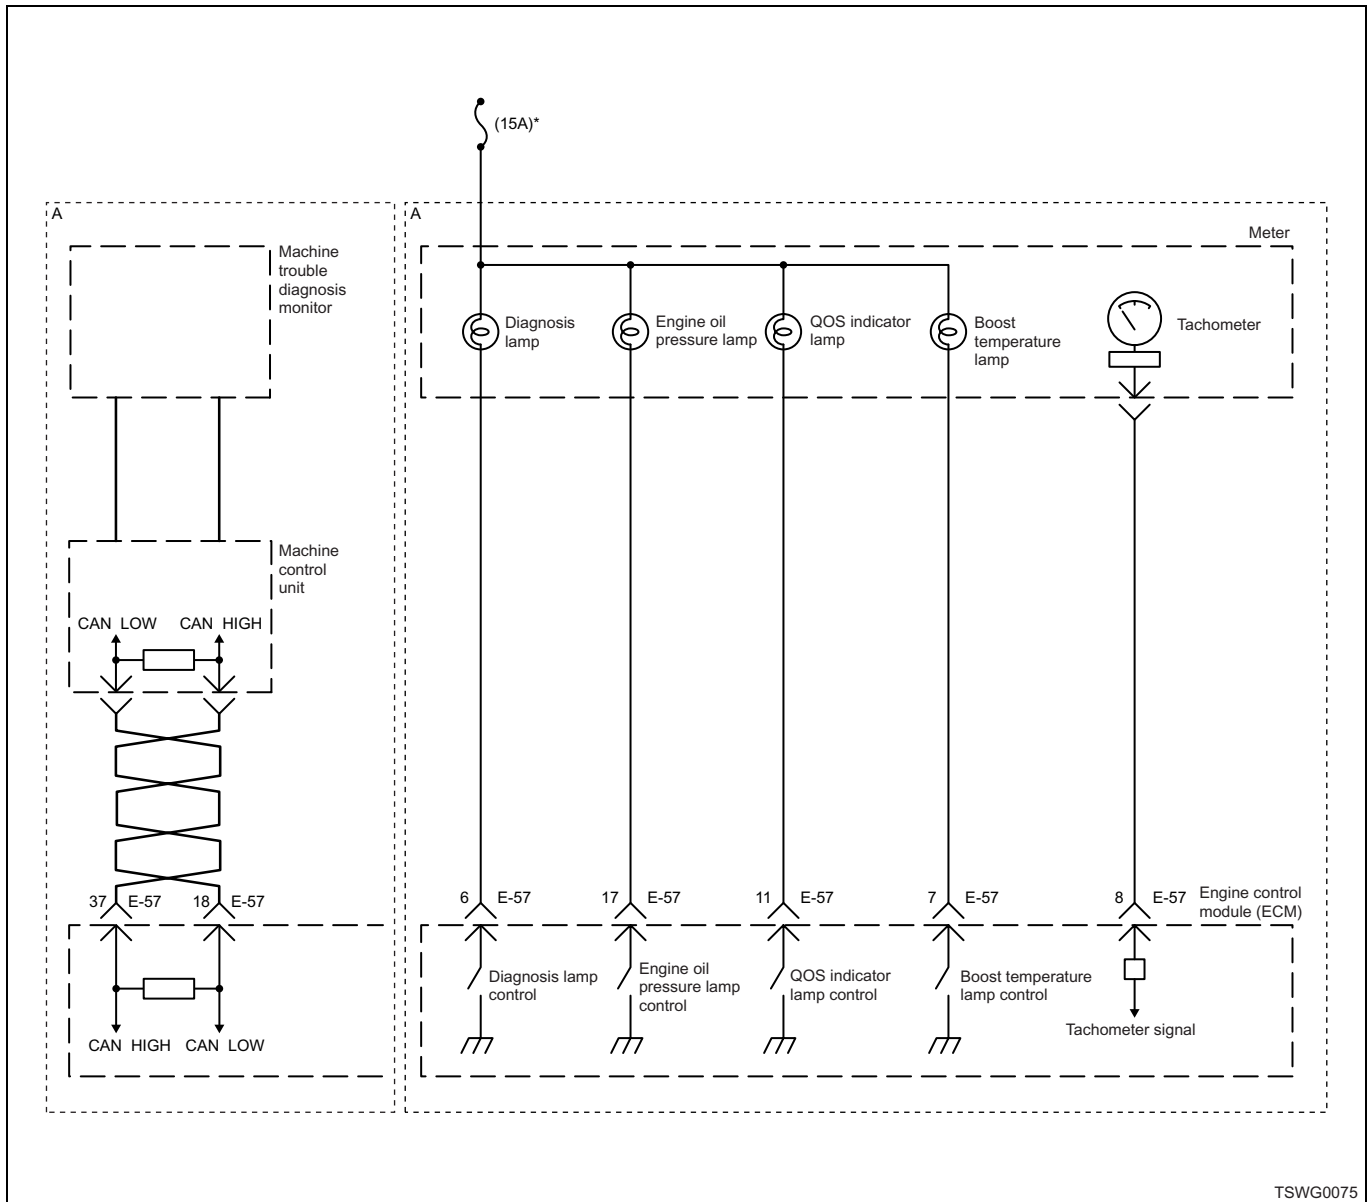 (15A)*
A
A
Machine
trouble
diagnosis
monitor
Meter
Diagnosis
lamp
Engine oil
pressure lamp
QOS indicator
lamp
Boost
temperature
lamp
Tachometer
Machine
control
unit
CAN LOW
CAN HIGH
37
E-57
18
E-57
6
E-57
17
E-57
11
E-57
7
E-57
8
E-57
Engine control
module (ECM)
Diagnosis lamp
control
Engine oil
pressure lamp
control
QOS indicator
lamp control
Boost temperature
lamp control
Tachometer signal
CAN HIGH
CAN LOW
TSWG0075